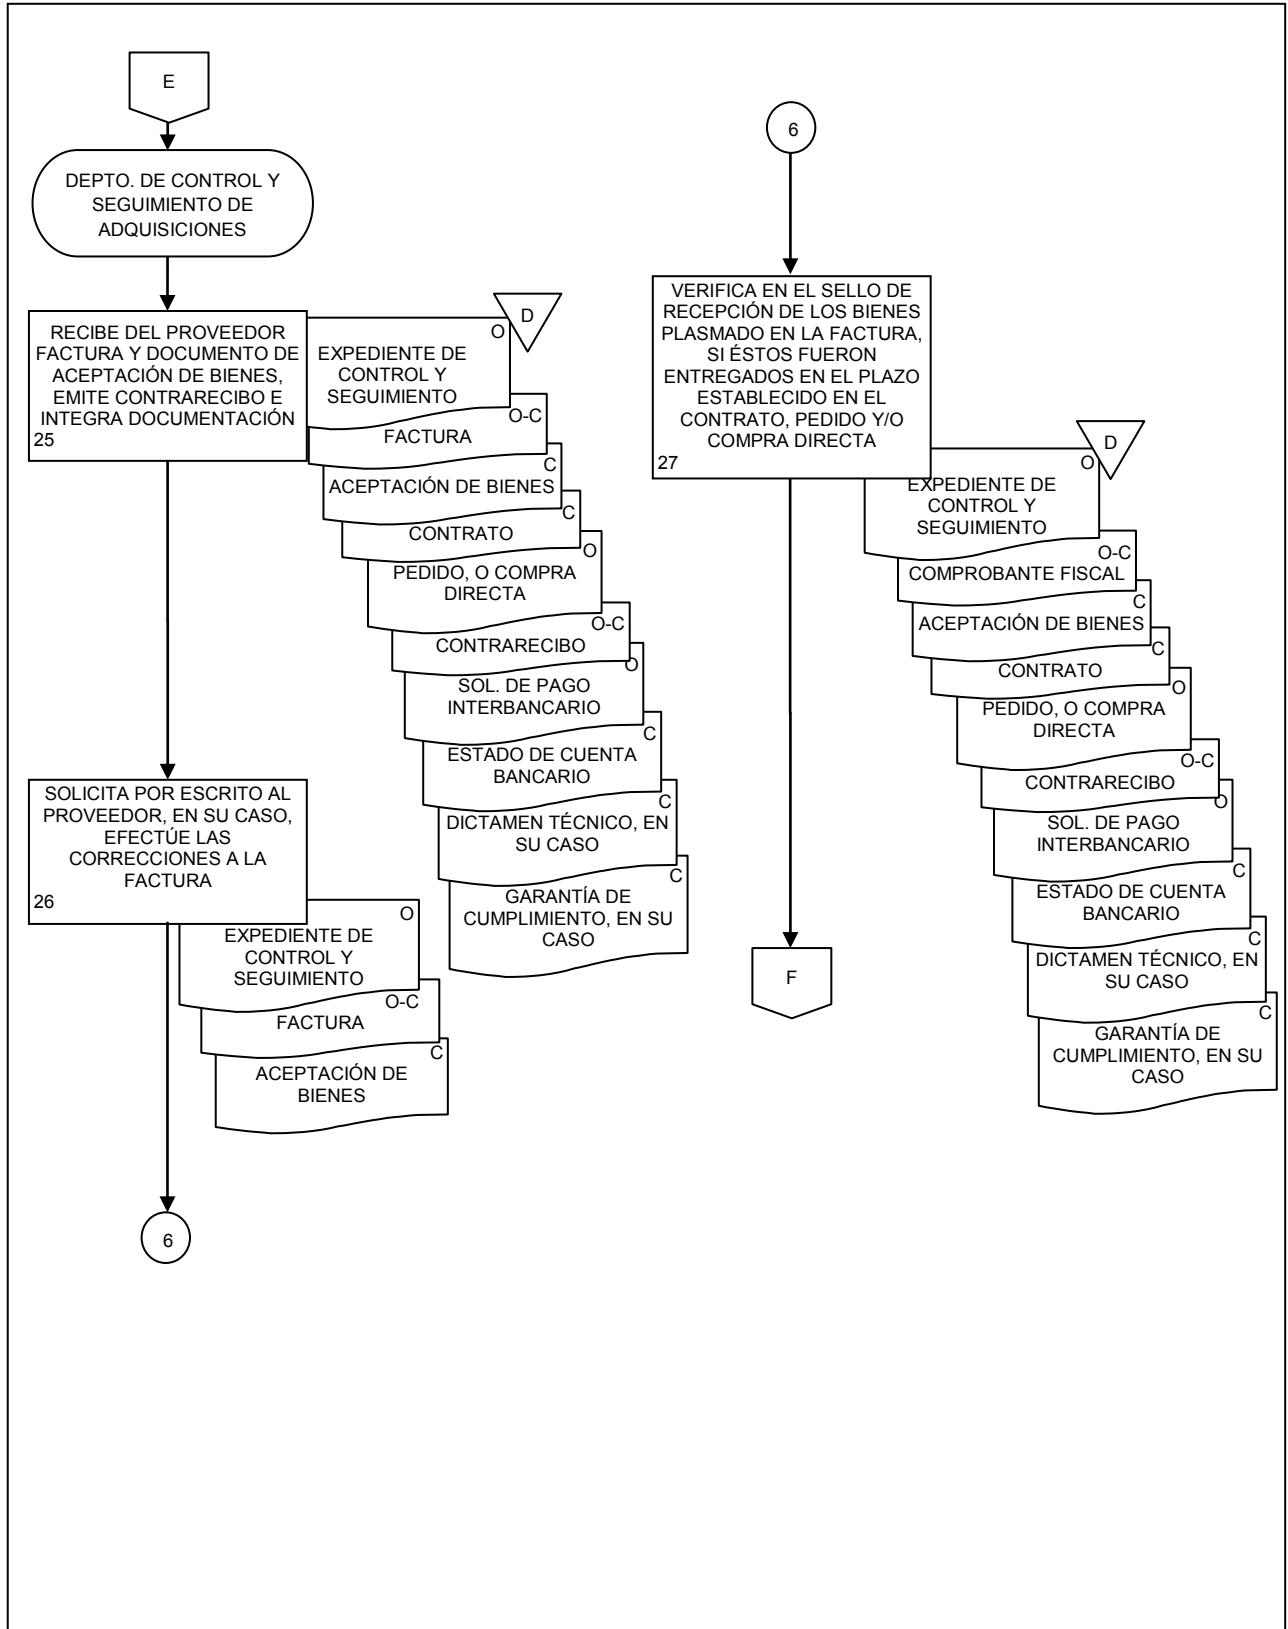 E
DEPTO. DE CONTROL Y
SEGUIMIENTO DE
ADQUISICIONES
RECIBE DEL PROVEEDOR
FACTURA Y DOCUMENTO DE
ACEPTACIÓN DE BIENES,
EMITE CONTRARECIBO E
INTEGRA DOCUMENTACIÓN
25
D
O
EXPEDIENTE DE
CONTROL Y
SEGUIMIENTO
O-C
FACTURA
C
ACEPTACIÓN DE BIENES
C
CONTRATO
O
PEDIDO, O COMPRA
DIRECTA
O-C
CONTRARECIBO
O
SOL. DE PAGO
INTERBANCARIO
C
ESTADO DE CUENTA
BANCARIO
C
DICTAMEN TÉCNICO, EN
SU CASO
C
GARANTÍA DE
CUMPLIMIENTO, EN SU
CASO
SOLICITA POR ESCRITO AL
PROVEEDOR, EN SU CASO,
EFECTÚE LAS
CORRECCIONES A LA
FACTURA
26
O
EXPEDIENTE DE
CONTROL Y
SEGUIMIENTO
O-C
FACTURA
C
ACEPTACIÓN DE
BIENES
6
6
VERIFICA EN EL SELLO DE
RECEPCIÓN DE LOS BIENES
PLASMADO EN LA FACTURA,
SI ÉSTOS FUERON
ENTREGADOS EN EL PLAZO
ESTABLECIDO EN EL
CONTRATO, PEDIDO Y/O
COMPRA DIRECTA
27
D
O
EXPEDIENTE DE
CONTROL Y
SEGUIMIENTO
O-C
COMPROBANTE FISCAL
C
ACEPTACIÓN DE BIENES
C
CONTRATO
O
PEDIDO, O COMPRA
DIRECTA
O-C
CONTRARECIBO
O
SOL. DE PAGO
INTERBANCARIO
C
ESTADO DE CUENTA
BANCARIO
C
DICTAMEN TÉCNICO, EN
SU CASO
C
GARANTÍA DE
CUMPLIMIENTO, EN SU
CASO
F